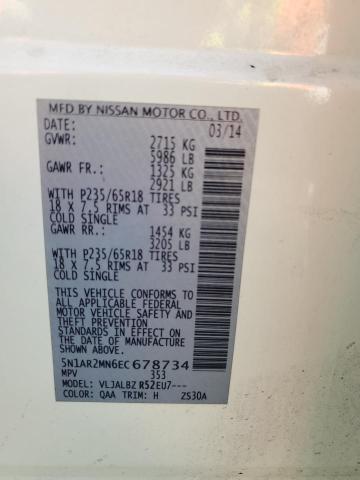 MFD BY NISSAN MOTOR CO., LTD.
03/14
GVWR: 2715 KG
5986 LB
GAWR FR.: 1325 KG
2921 LB
WITH P235/65R18 TIRES
18 X 7.5 RIMS AT 33 PSI
COLD SINGLE
GAWR RR.: 1454 KG
3205 LB
WITH P235/65R18 TIRES
18 X 7.5 RIMS AT 33 PSI
COLD SINGLE
THIS VEHICLE CONFORMS TO
ALL APPLICABLE FEDERAL
MOTOR VEHICLE SAFETY AND
THEFT PREVENTION
STANDARDS IN EFFECT ON
THE DATE OF MANUFACTURE
5N1AR2MN6EC678734
MPV 353
MODEL: VLJALBZ RS2EU7---
COLOR: QAA TRIM: H ZS30A